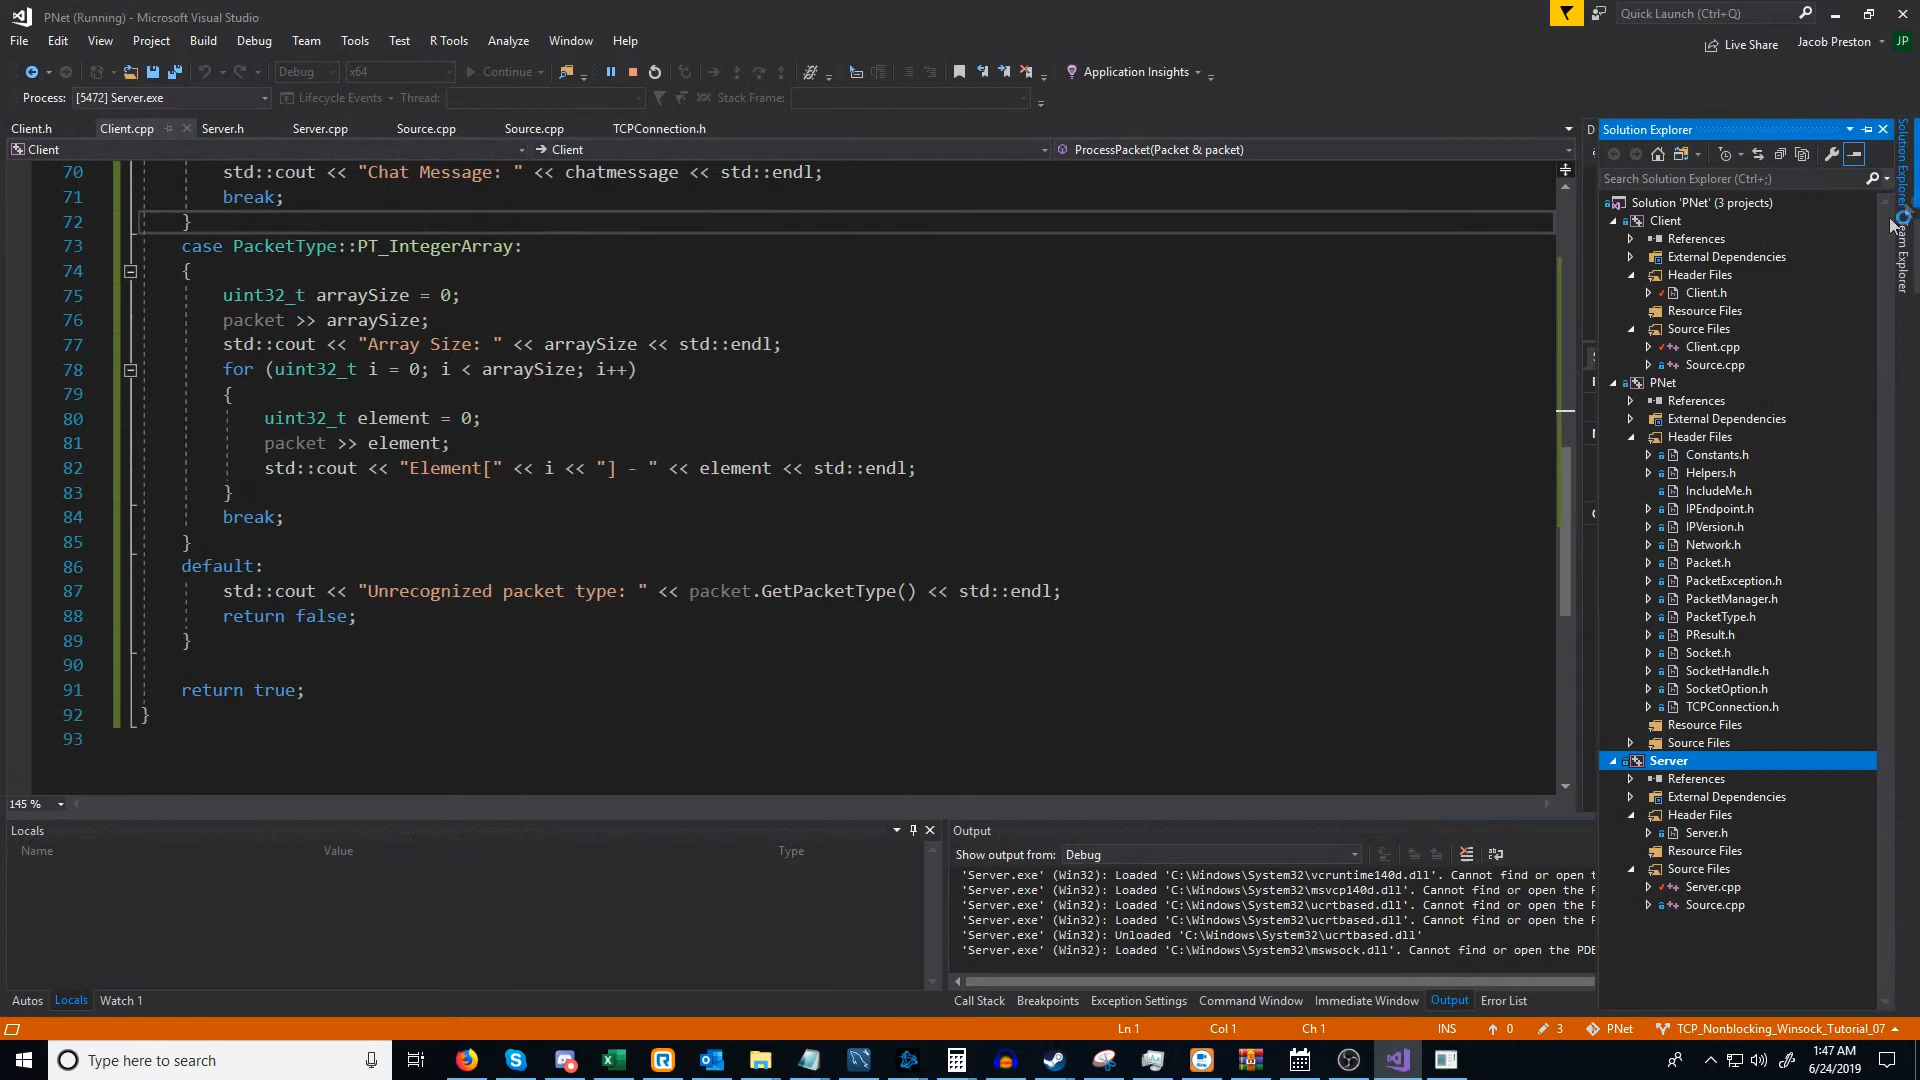 PNet (Running) - Microsoft Visual Studio
Quick Launch (Ctrl+Q)
File Edit View Project Build Debug Team Tools Test R Tools Analyze Window Help
Live Share Jacob Preston JP
Debug x64 Continue Application Insights
Process: [5472] Server.exe Lifecycle Events Thread: Stack Frame:
Client.h Client.cpp Server.h Server.cpp Source.cpp Source.cpp TCPConnection.h
Client Client ProcessPacket(Packet & packet)
70 std::cout << "Chat Message: " << chatmessage << std::endl;
71 break;
72 }
73 case PacketType::PT_IntegerArray:
74 {
75 uint32_t arraySize = 0;
76 packet >> arraySize;
77 std::cout << "Array Size: " << arraySize << std::endl;
78 for (uint32_t i = 0; i < arraySize; i++)
79 {
80 uint32_t element = 0;
81 packet >> element;
82 std::cout << "Element[" << i << "] - " << element << std::endl;
83 }
84 break;
85 }
86 default:
87 std::cout << "Unrecognized packet type: " << packet.GetPacketType() << std::endl;
88 return false;
89 }
90
91 return true;
92 }
93
145 %
Solution Explorer
Search Solution Explorer (Ctrl+;)
Solution 'PNet' (3 projects)
Client
References
External Dependencies
Header Files
Client.h
Resource Files
Source Files
Client.cpp
Source.cpp
PNet
References
External Dependencies
Header Files
Constants.h
Helpers.h
IncludeMe.h
IPEndpoint.h
IPVersion.h
Network.h
Packet.h
PacketException.h
PacketManager.h
PacketType.h
PResult.h
Socket.h
SocketHandle.h
SocketOption.h
TCPConnection.h
Resource Files
Source Files
Server
References
External Dependencies
Header Files
Server.h
Resource Files
Source Files
Server.cpp
Source.cpp
Solution Explorer
Explorer
Locals
Name Value Type
Autos Locals Watch 1
Output
Show output from: Debug
'Server.exe' (Win32): Loaded 'C:\Windows\System32\vcruntime140d.dll'. Cannot find or open t
'Server.exe' (Win32): Loaded 'C:\Windows\System32\msvcp140d.dll'. Cannot find or open the P
'Server.exe' (Win32): Loaded 'C:\Windows\System32\ucrtbased.dll'. Cannot find or open the P
'Server.exe' (Win32): Loaded 'C:\Windows\System32\ucrtbased.dll'. Cannot find or open the P
'Server.exe' (Win32): Unloaded 'C:\Windows\System32\ucrtbased.dll'
'Server.exe' (Win32): Loaded 'C:\Windows\System32\mswsock.dll'. Cannot find or open the PDB
Call Stack Breakpoints Exception Settings Command Window Immediate Window Output Error List
Ln 1 Col 1 Ch 1 INS 0 3 PNet TCP_Nonblocking_Winsock_Tutorial_07
Type here to search
1:47 AM
6/24/2019